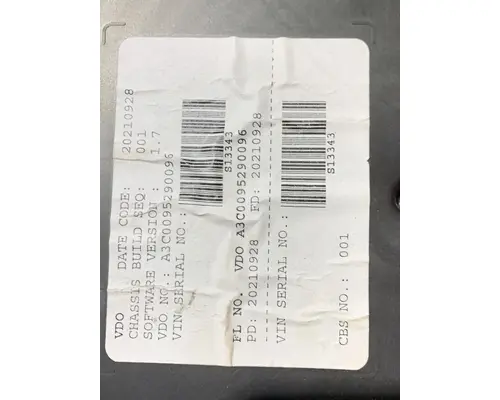 VDO DATE CODE: 20210928
CHASSIS BUILD SEQ: 001
SOFTWARE VERSION : 1.7
VDO NO.: A3C0095290096
VIN SERIAL NO.:
S13343
FL NO. VDO A3C0095290096
PD: 20210928 FD: 20210928
VIN SERIAL NO.:
S13343
CBS NO.: 001